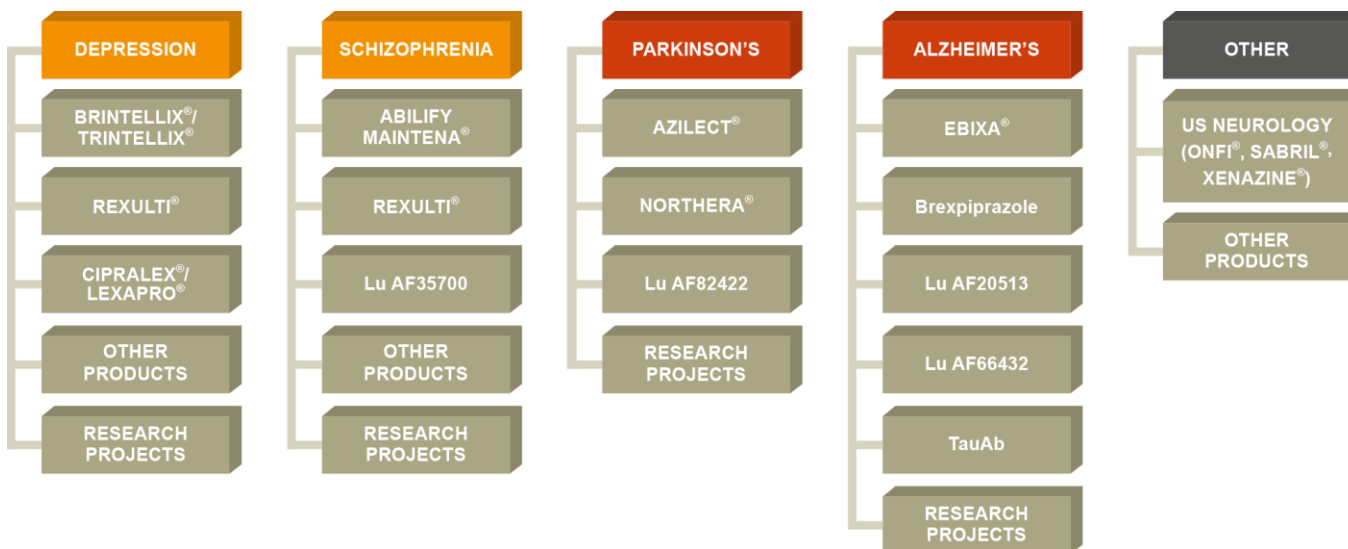 DEPRESSION
BRINTELLIX®/
TRINTELLIX®
REXULTI®
CIPRALEX®/
LEXAPRO®
OTHER
PRODUCTS
RESEARCH
PROJECTS
SCHIZOPHRENIA
ABILIFY
MAINTENA®
REXULTI®
Lu AF35700
OTHER
PRODUCTS
RESEARCH
PROJECTS
PARKINSON'S
AZILECT®
NORTHERA®
Lu AF82422
RESEARCH
PROJECTS
ALZHEIMER'S
EBIXA®
Brexpiprazole
Lu AF20513
Lu AF66432
TauAb
RESEARCH
PROJECTS
OTHER
US NEUROLOGY
(ONFI®, SABRIL®,
XENAZINE®)
OTHER
PRODUCTS